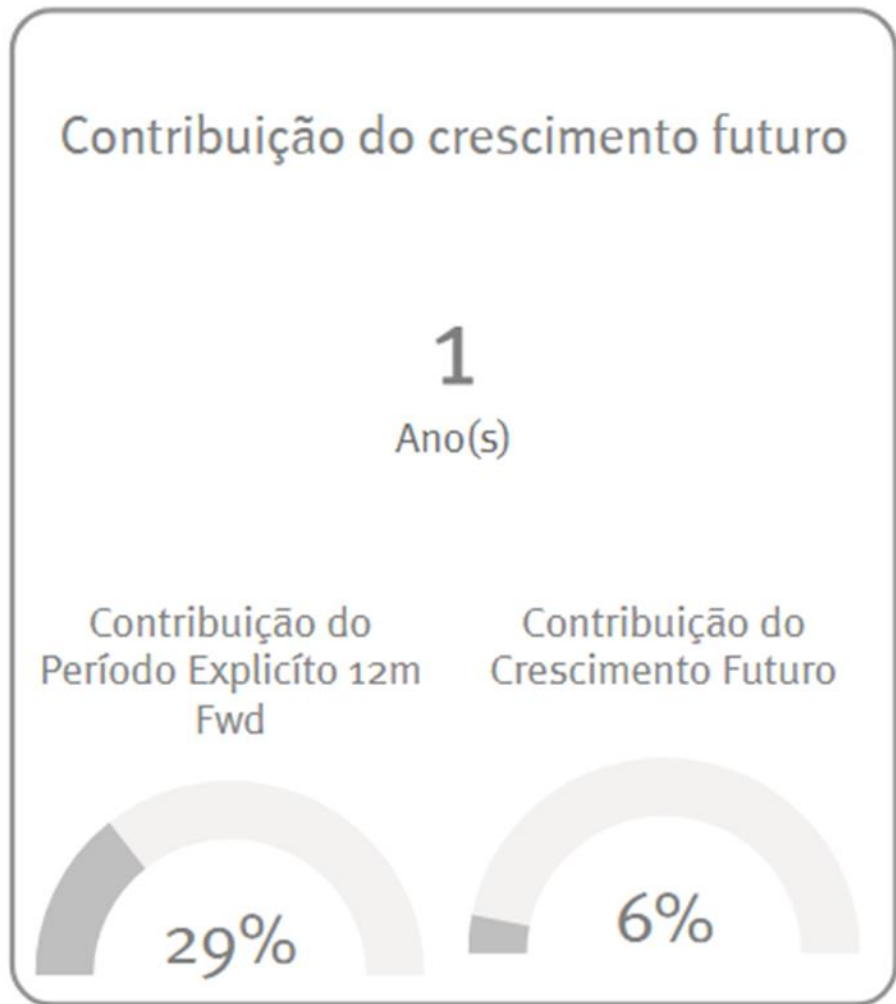 Contribuição do crescimento futuro
1
Ano(s)
Contribuição do
Período Explicíto 12m
Fwd
29%
Contribuição do
Crescimento Futuro
6%